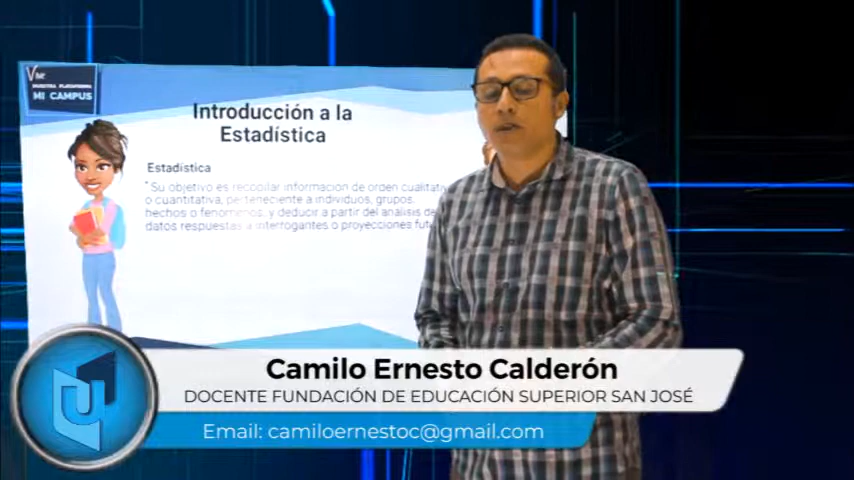 Vive
NUESTRA PLATAFORMA
MI CAMPUS
Introducción a la
Estadística
Estadística
"Su objetivo es recopilar información de orden cualitativ
o cuantitativa, perteneciente a individuos, grupos,
hechos o fenómenos, y deducir a partir del análisis de
datos respuestas a interrogantes o proyecciones
Camilo Ernesto Calderón
DOCENTE FUNDACIÓN DE EDUCACIÓN SUPERIOR SAN JOSÉ
Email: camiloernestoc@gmail.com